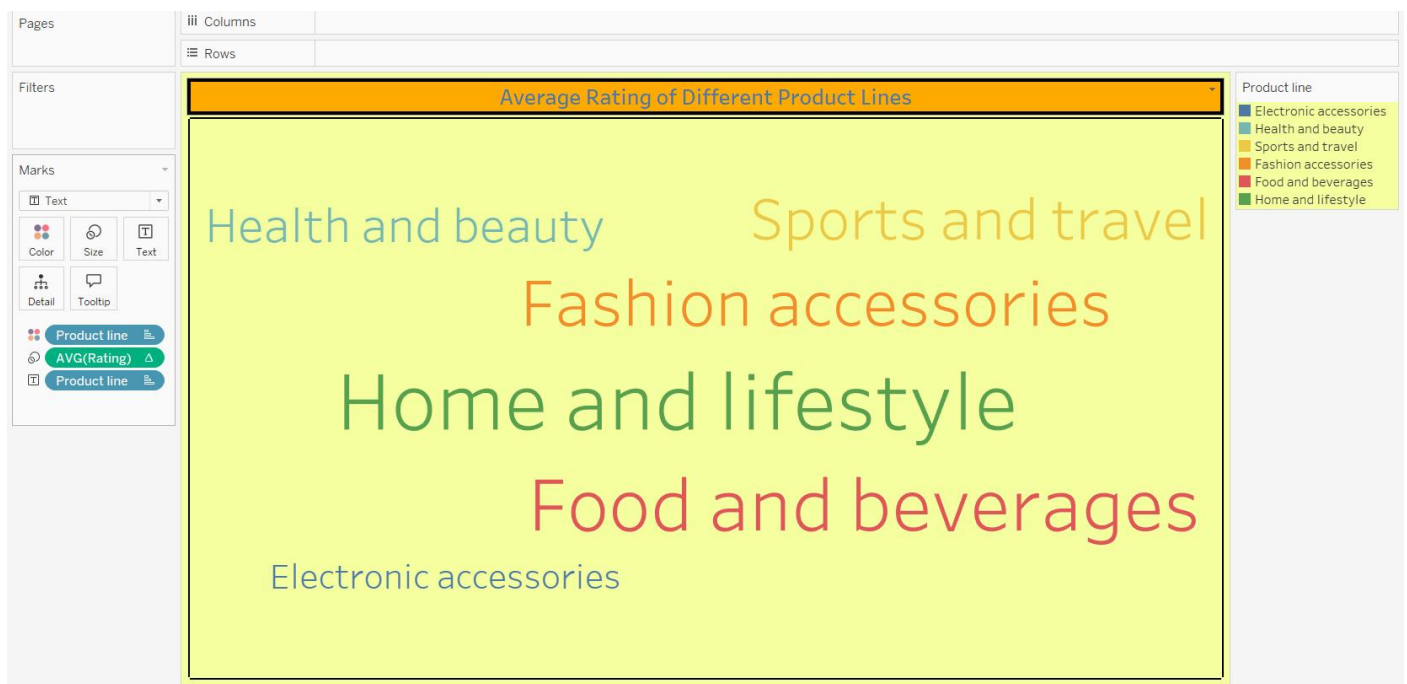 Pages
Columns
Rows
Filters
Average Rating of Different Product Lines
Product line
Electronic accessories
Health and beauty
Sports and travel
Fashion accessories
Food and beverages
Home and lifestyle
Marks
Text
Color Size Text
Detail Tooltip
Product line
AVG(Rating) Δ
Product line
Health and beauty
Sports and travel
Fashion accessories
Home and lifestyle
Food and beverages
Electronic accessories